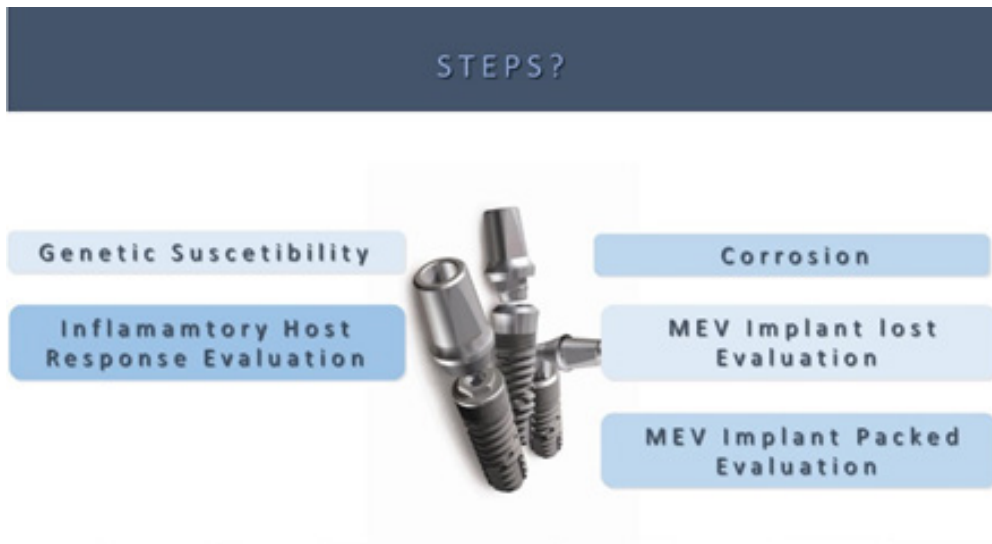 STEPS?
Genetic Suscetibility
Inflamamtory Host
Response Evaluation
Corrosion
MEV Implant lost
Evaluation
MEV Implant Packed
Evaluation